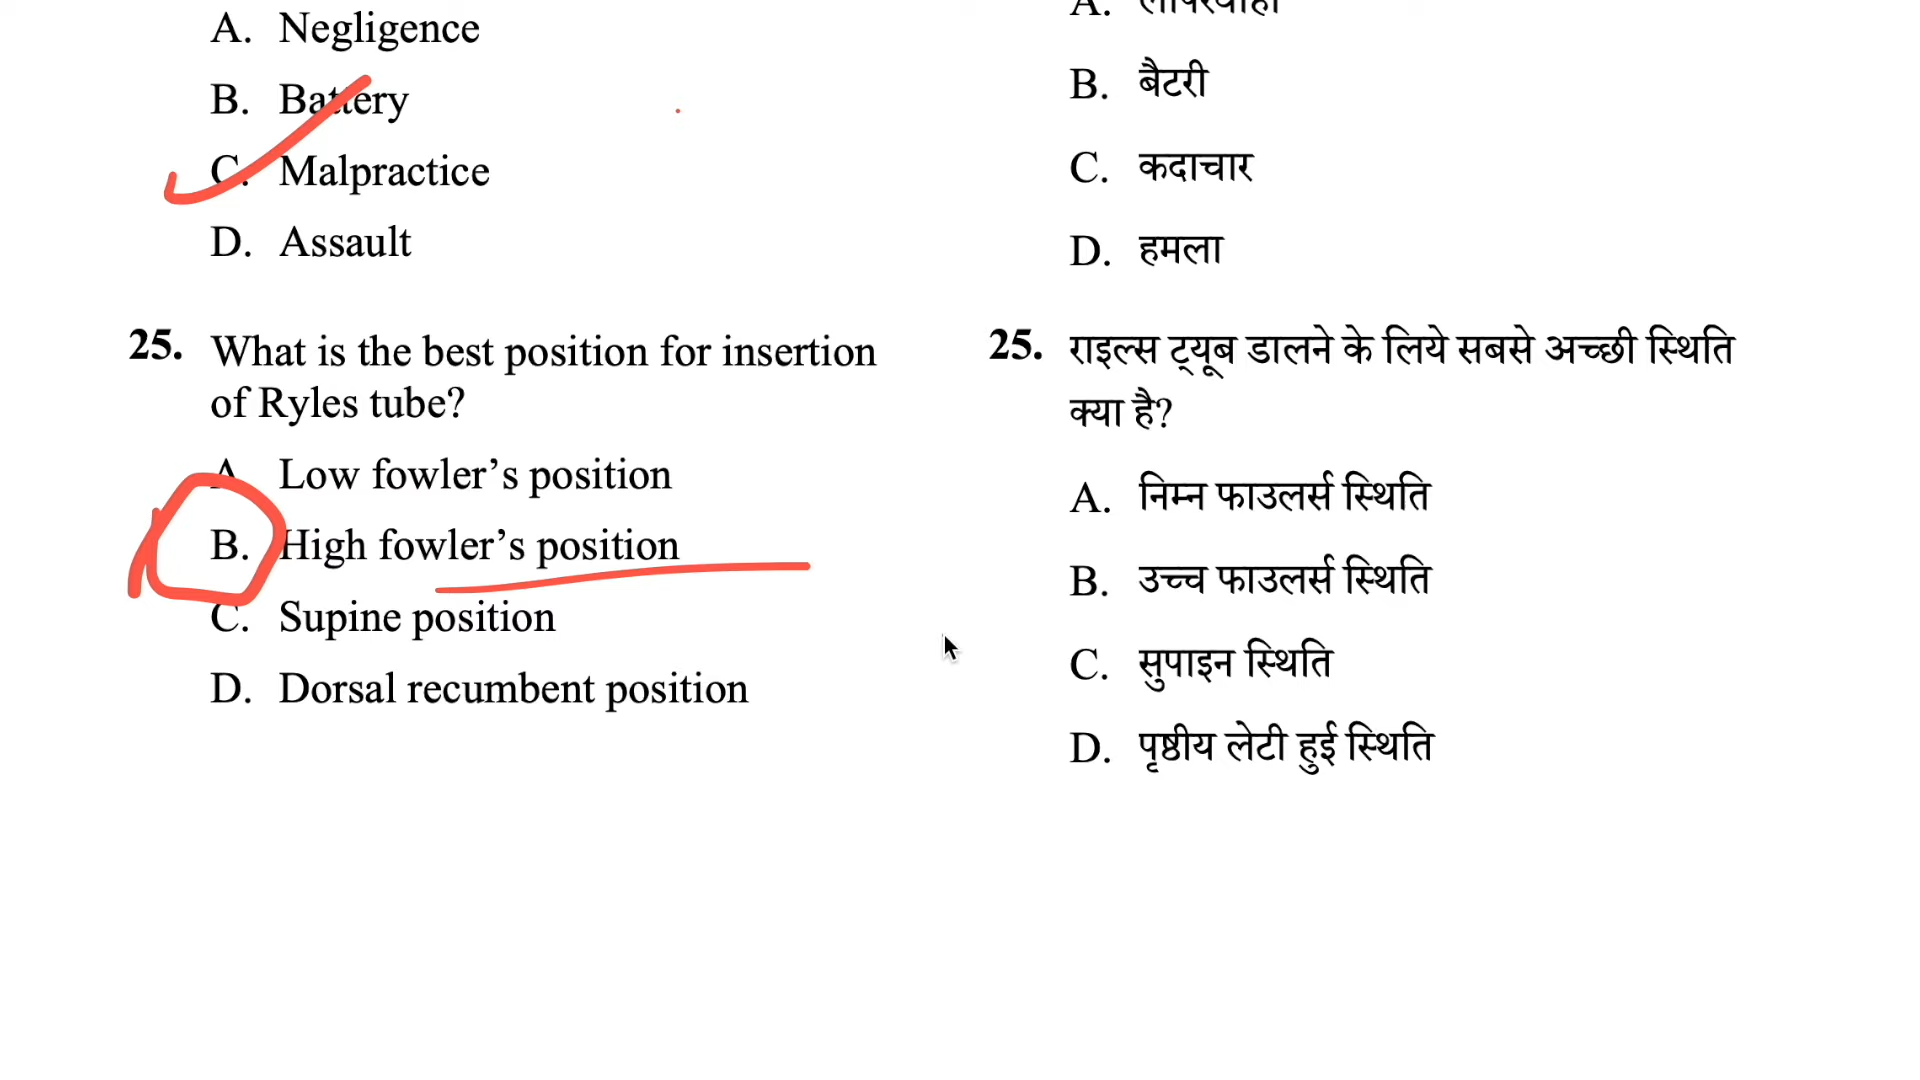 A. Negligence
B. Battery
C. Malpractice
D. Assault
25. What is the best position for insertion
of Ryles tube?
A. Low fowler’s position
B. High fowler’s position
C. Supine position
D. Dorsal recumbent position
A. लापरवाही
B. बैटरी
C. कदाचार
D. हमला
25. राइल्स ट्यूब डालने के लिये सबसे अच्छी स्थिति
क्या है?
A. निम्न फाउलर्स स्थिति
B. उच्च फाउलर्स स्थिति
C. सुपाइन स्थिति
D. पृष्ठीय लेटी हुई स्थिति